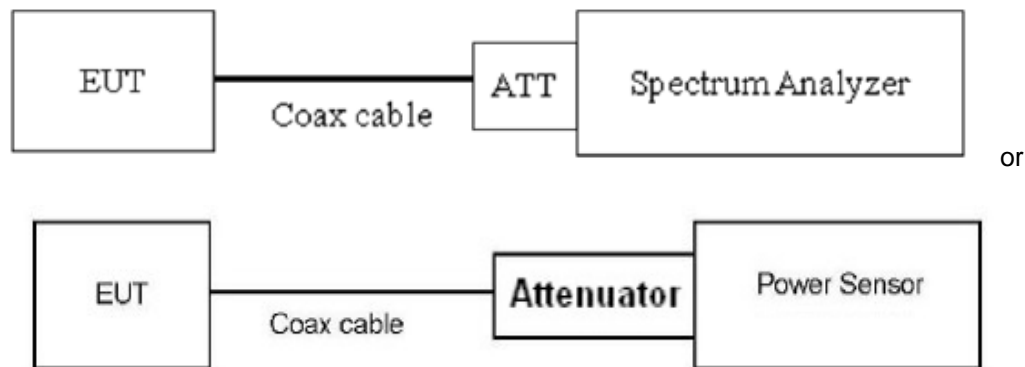 EUT
Coax cable
ATT
Spectrum Analyzer
or
EUT
Coax cable
Attenuator
Power Sensor